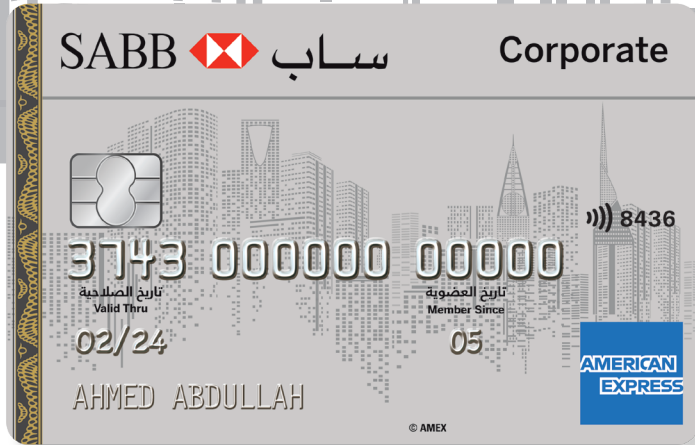 SABB ساب Corporate
8436
3743 000000 00000
تاريخ الصلاحية تاريخ العضوية
Valid Thru Member Since
02/24 05
AMERICAN EXPRESS
AHMED ABDULLAH
© AMEX